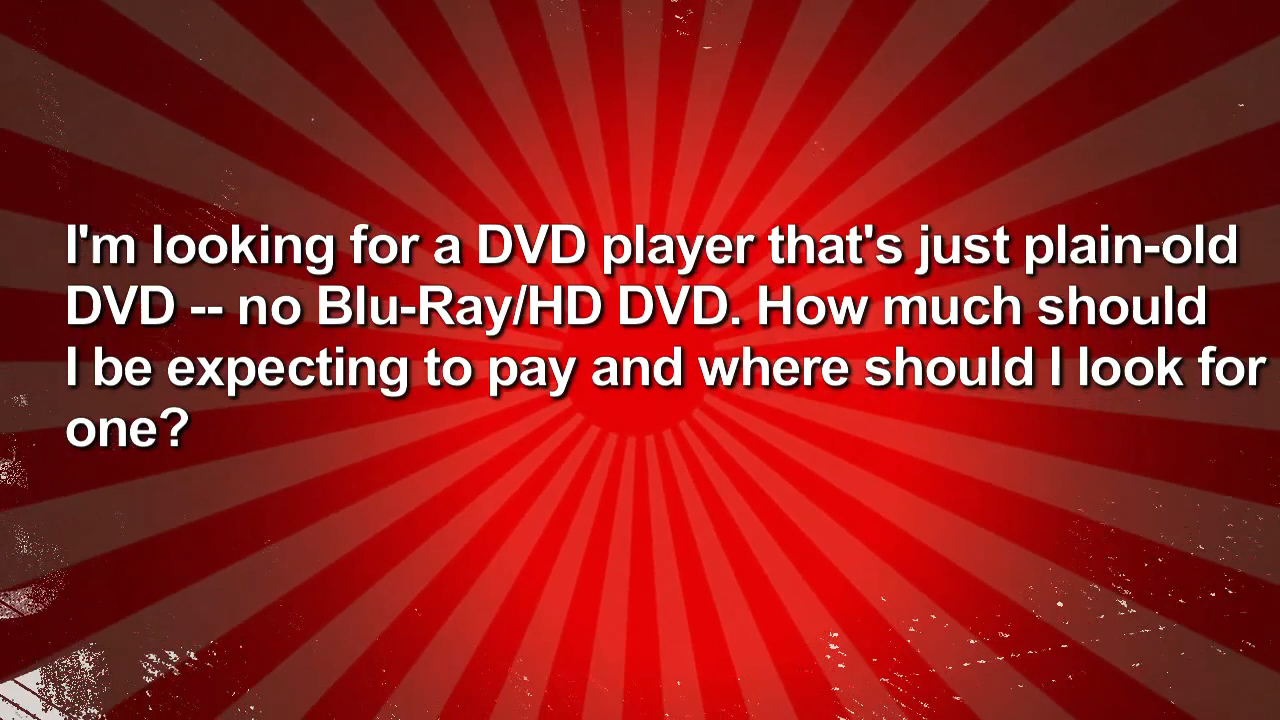 I'm looking for a DVD player that's just plain-old
DVD -- no Blu-Ray/HD DVD. How much should
I be expecting to pay and where should I look for
one?